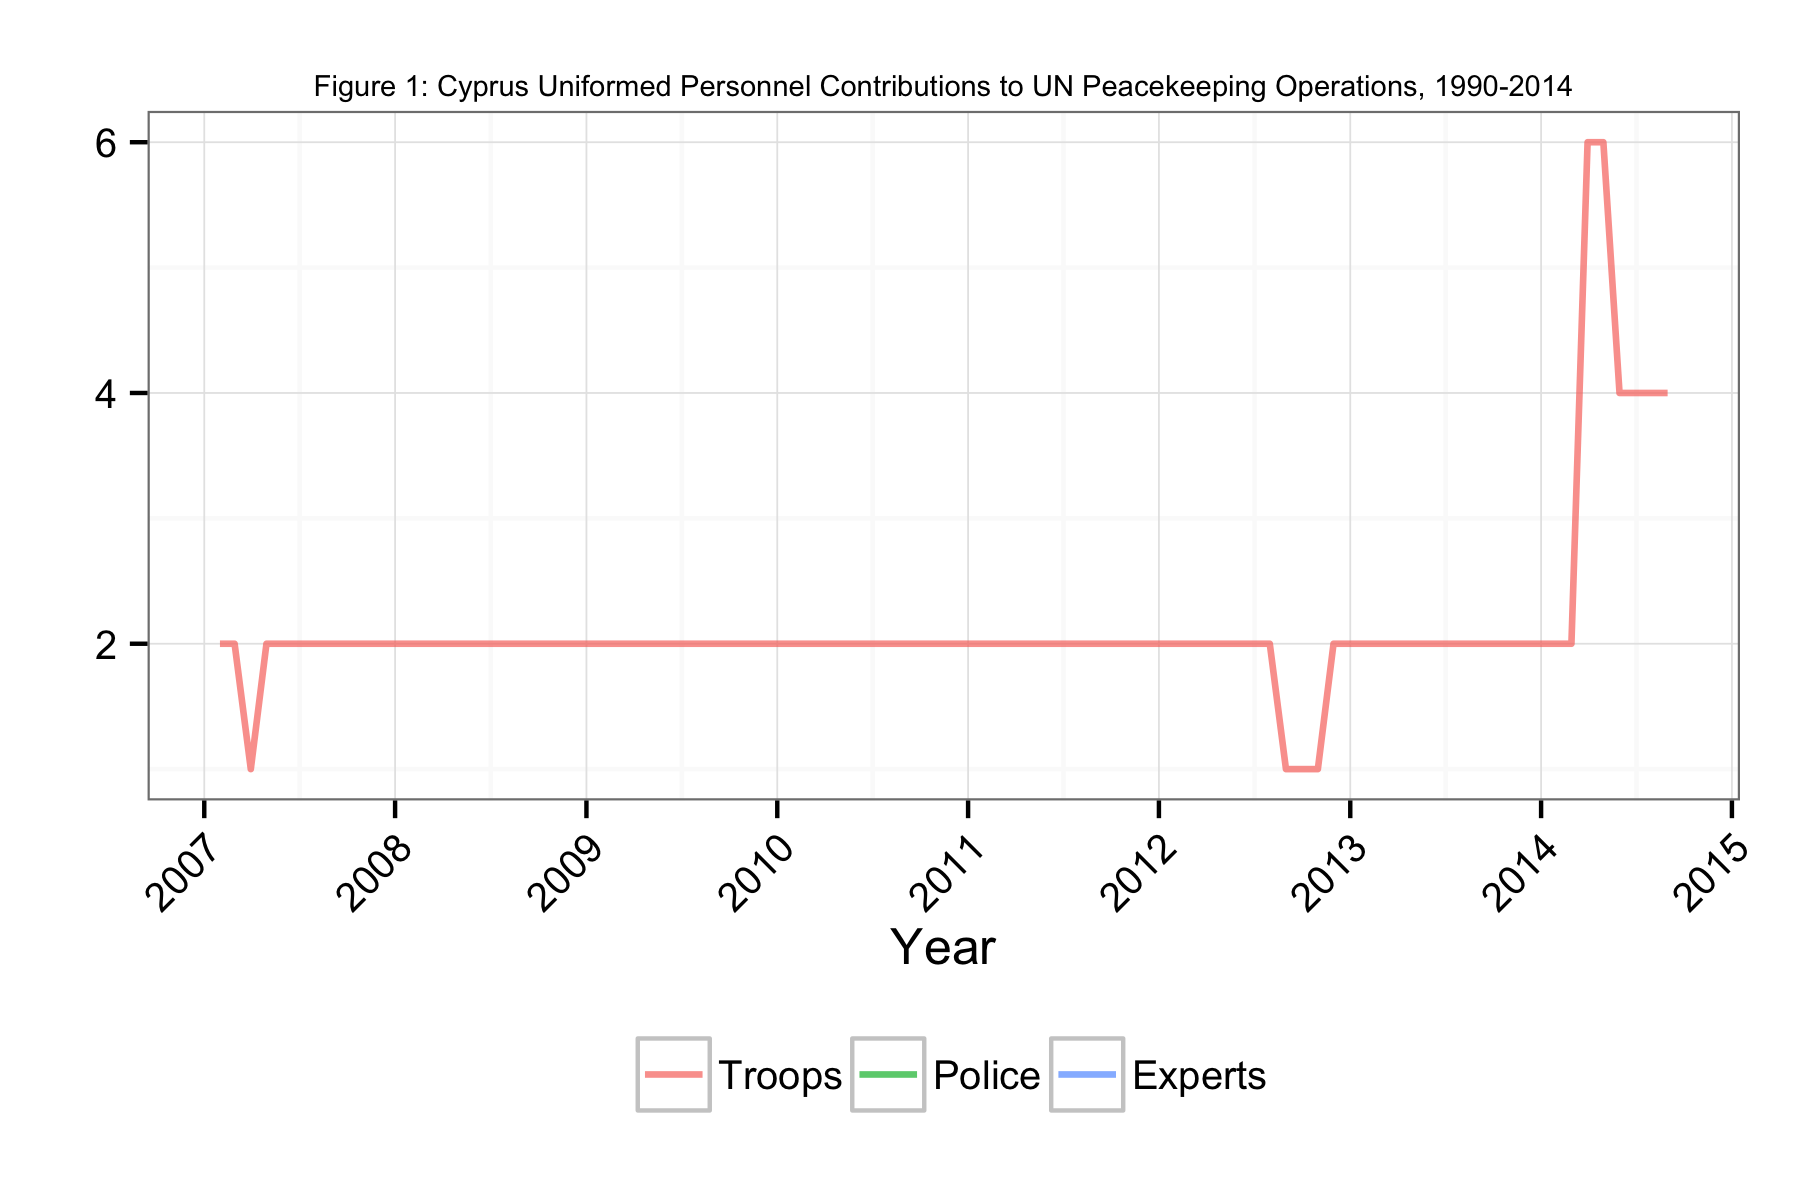 Figure 1: Cyprus Uniformed Personnel Contributions to UN Peacekeeping Operations, 1990-2014
6
4
2
2007 2008 2009 2010 2011 2012 2013 2014 2015
Year
Troops Police Experts